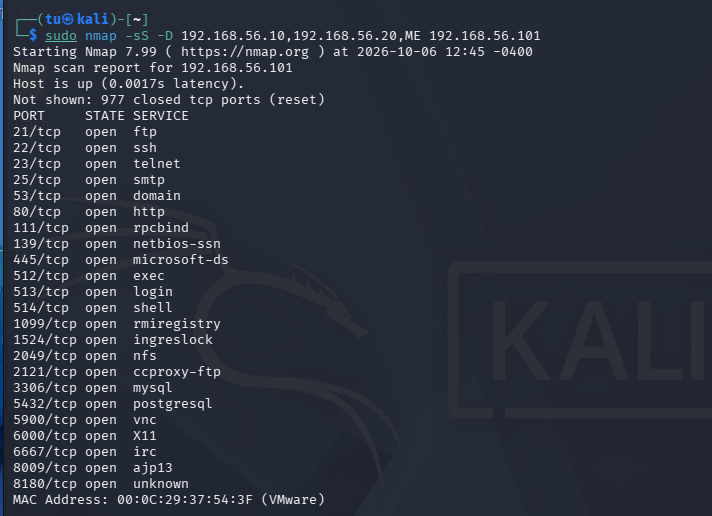 ┌──(tu㉿kali)-[~]
└─$ sudo nmap -sS -D 192.168.56.10,192.168.56.20,ME 192.168.56.101
Starting Nmap 7.99 ( https://nmap.org ) at 2026-10-06 12:45 -0400
Nmap scan report for 192.168.56.101
Host is up (0.0017s latency).
Not shown: 977 closed tcp ports (reset)
PORT     STATE SERVICE
21/tcp   open  ftp
22/tcp   open  ssh
23/tcp   open  telnet
25/tcp   open  smtp
53/tcp   open  domain
80/tcp   open  http
111/tcp  open  rpcbind
139/tcp  open  netbios-ssn
445/tcp  open  microsoft-ds
512/tcp  open  exec
513/tcp  open  login
514/tcp  open  shell
1099/tcp open  rmiregistry
1524/tcp open  ingreslock
2049/tcp open  nfs
2121/tcp open  ccproxy-ftp
3306/tcp open  mysql
5432/tcp open  postgresql
5900/tcp open  vnc
6000/tcp open  X11
6667/tcp open  irc
8009/tcp open  ajp13
8180/tcp open  unknown
MAC Address: 00:0C:29:37:54:3F (VMware)
KALI